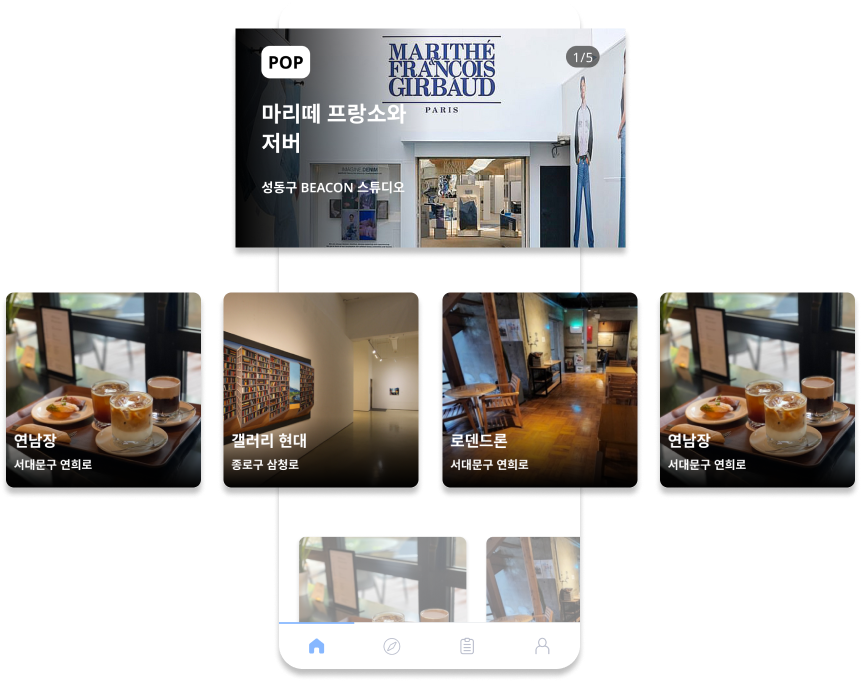 POP
1/5
MARITHÉ
&
FRANCOIS
GIRBAUD
PARIS
마리떼 프랑소와
저버
성동구 BEACON 스튜디오
MARITHÉ DENIM
연남장
서대문구 연희로
갤러리 현대
종로구 삼청로
로덴드론
서대문구 연희로
연남장
서대문구 연희로